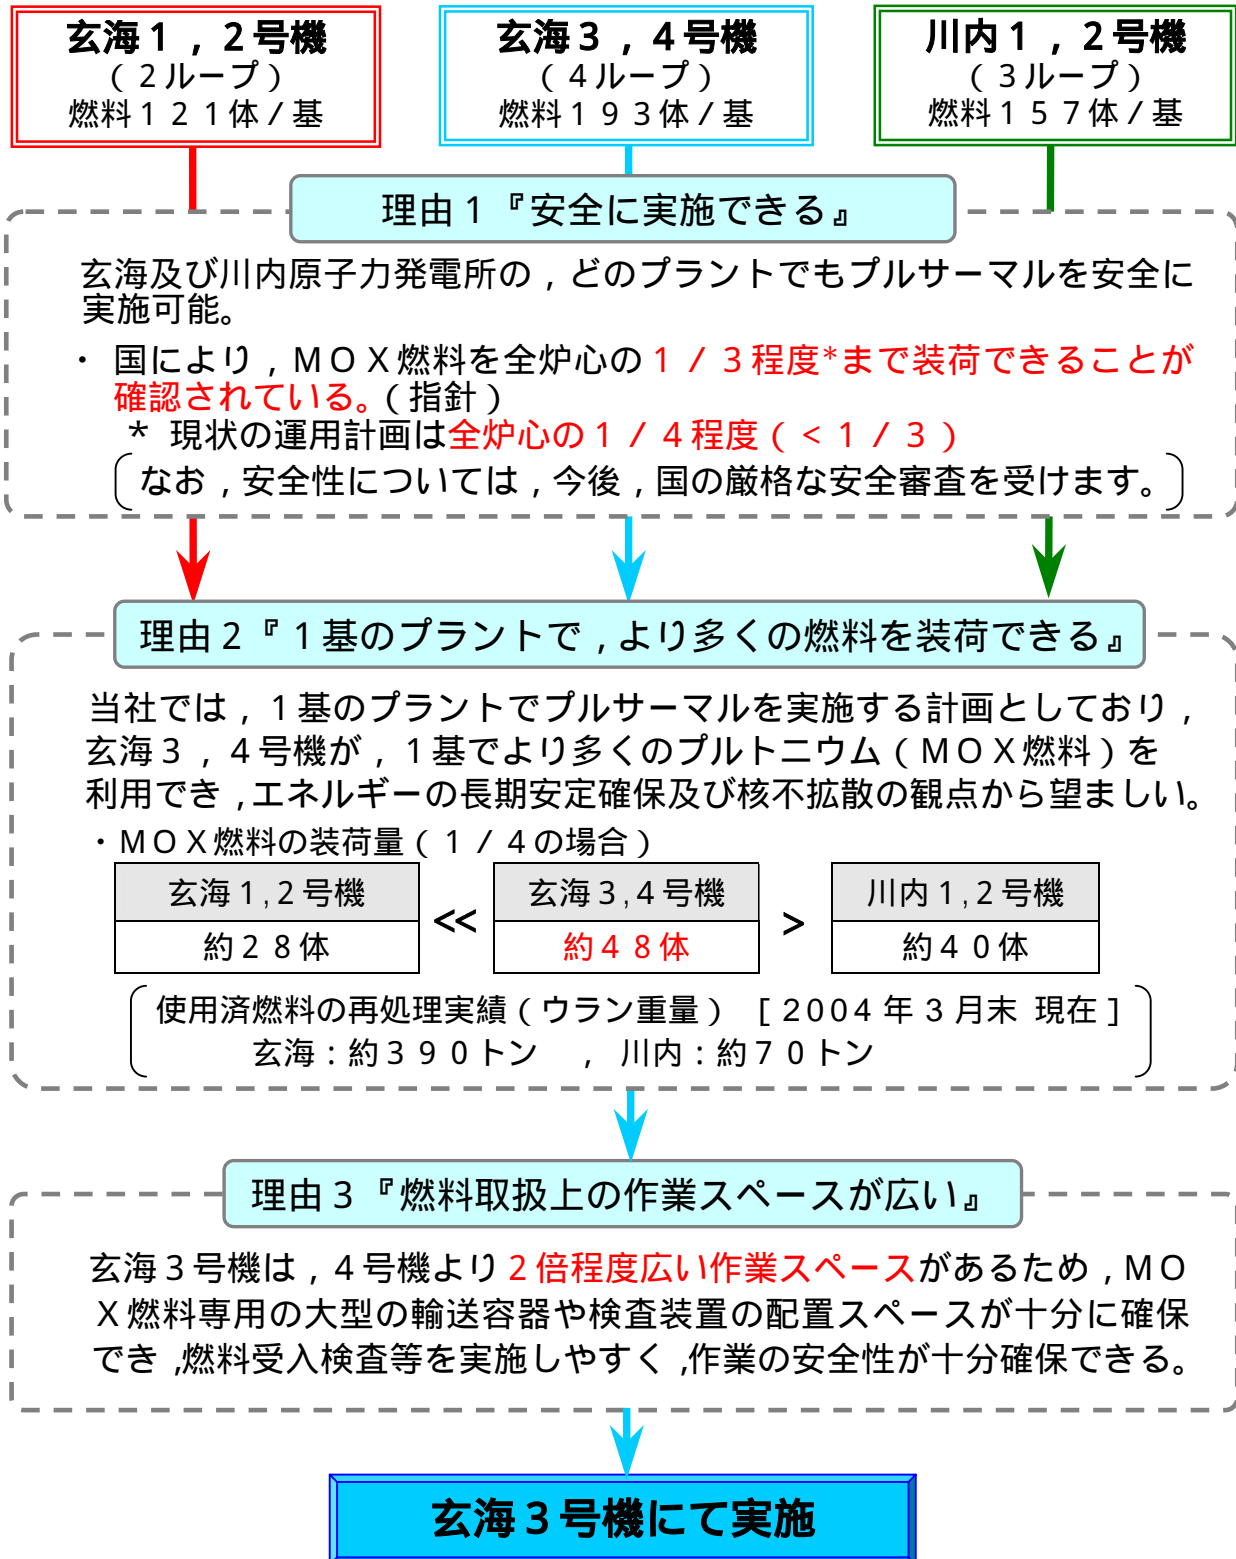 玄海１，２号機
（２ループ）
燃料１２１体／基
玄海３，４号機
（４ループ）
燃料１９３体／基
川内１，２号機
（３ループ）
燃料１５７体／基
理由１『安全に実施できる』
玄海及び川内原子力発電所の，どのプラントでもプルサーマルを安全に
実施可能。
・ 国により，ＭＯＸ燃料を全炉心の１／３程度*まで装荷できることが
確認されている。（指針）
* 現状の運用計画は全炉心の１／４程度（＜１／３）
なお，安全性については，今後，国の厳格な安全審査を受けます。
理由２『１基のプラントで，より多くの燃料を装荷できる』
当社では，１基のプラントでプルサーマルを実施する計画としており，
玄海３，４号機が，１基でより多くのプルトニウム（ＭＯＸ燃料）を
利用でき，エネルギーの長期安定確保及び核不拡散の観点から望ましい。
・ＭＯＸ燃料の装荷量（１／４の場合）
玄海１,２号機
約２８体
<<
玄海３,４号機
約４８体
>
川内１,２号機
約４０体
使用済燃料の再処理実績（ウラン重量） [２００４年３月末 現在]
玄海：約３９０トン ， 川内：約７０トン
理由３『燃料取扱上の作業スペースが広い』
玄海３号機は，４号機より２倍程度広い作業スペースがあるため，ＭＯ
Ｘ燃料専用の大型の輸送容器や検査装置の配置スペースが十分に確保
でき，燃料受入検査等を実施しやすく，作業の安全性が十分確保できる。
玄海３号機にて実施